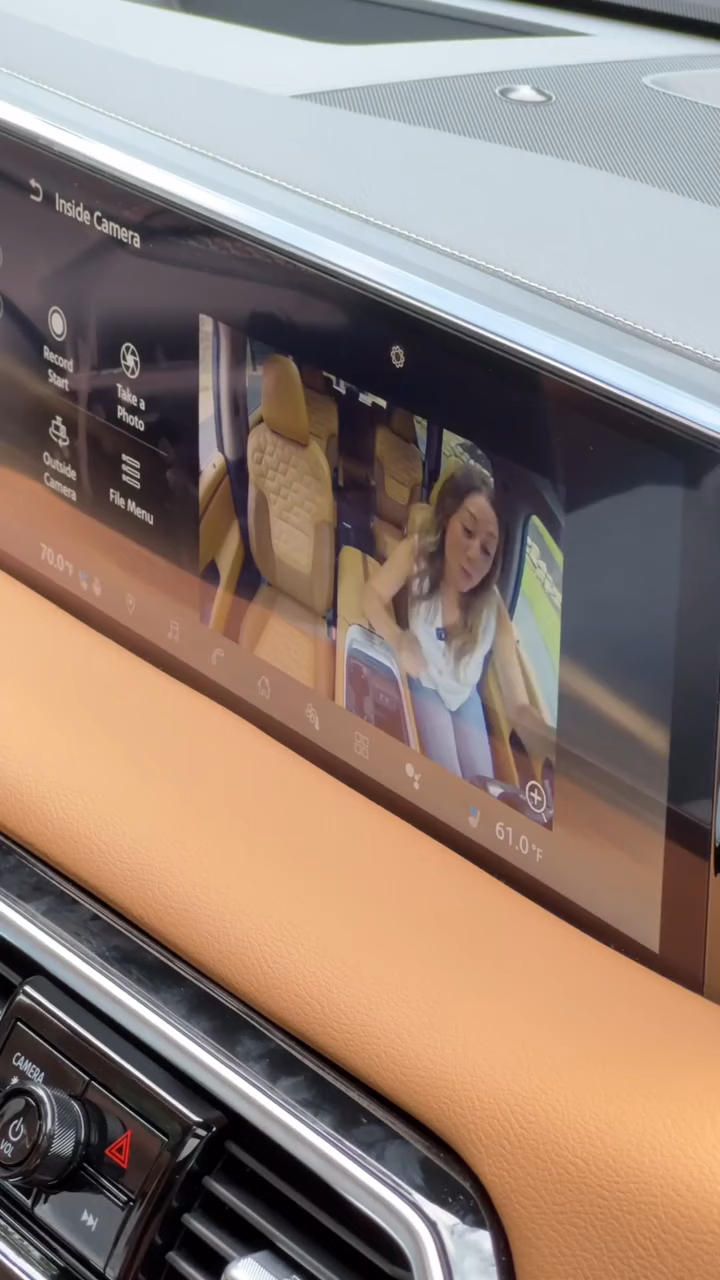 Inside Camera
Record
Start
Take a
Photo
Outside
Camera
File Menu
70.0°F
61.0°F
CAMERA
VOL